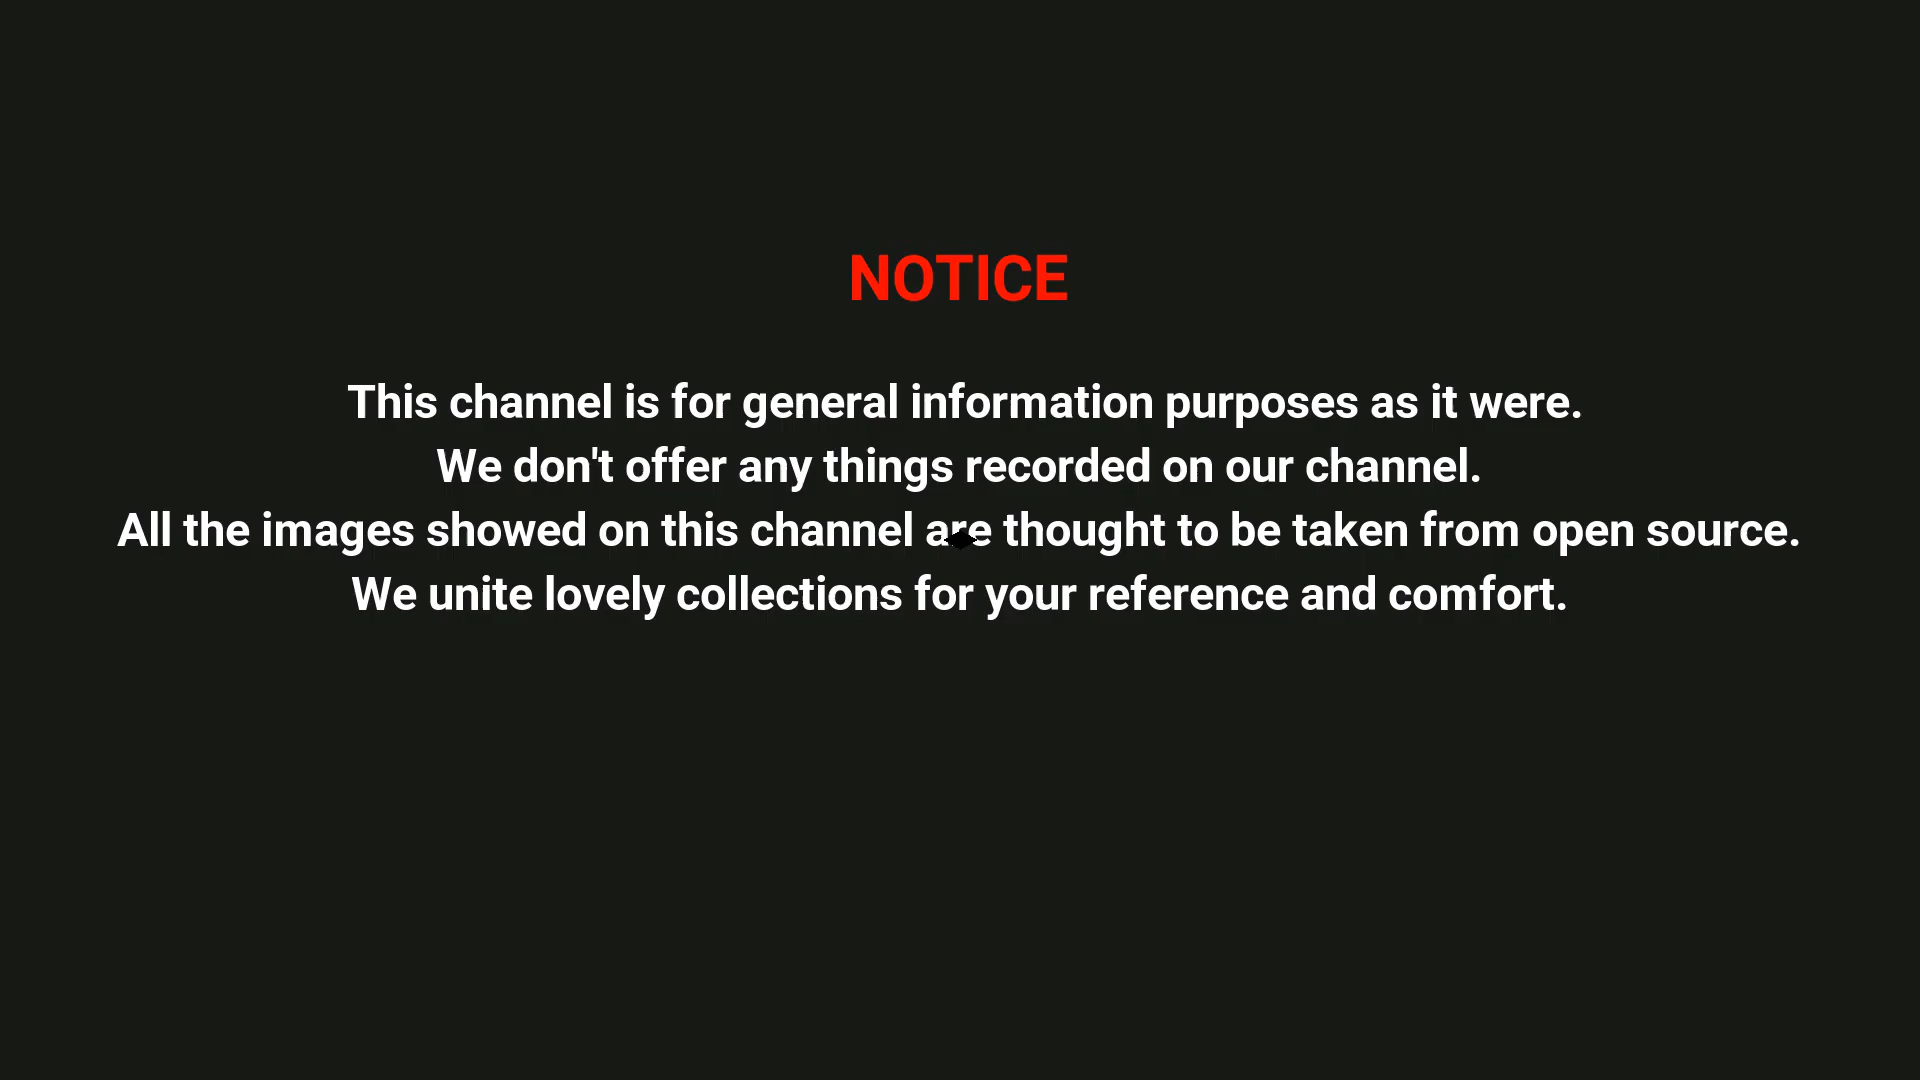 NOTICE
This channel is for general information purposes as it were.
We don't offer any things recorded on our channel.
All the images showed on this channel are thought to be taken from open source.
We unite lovely collections for your reference and comfort.